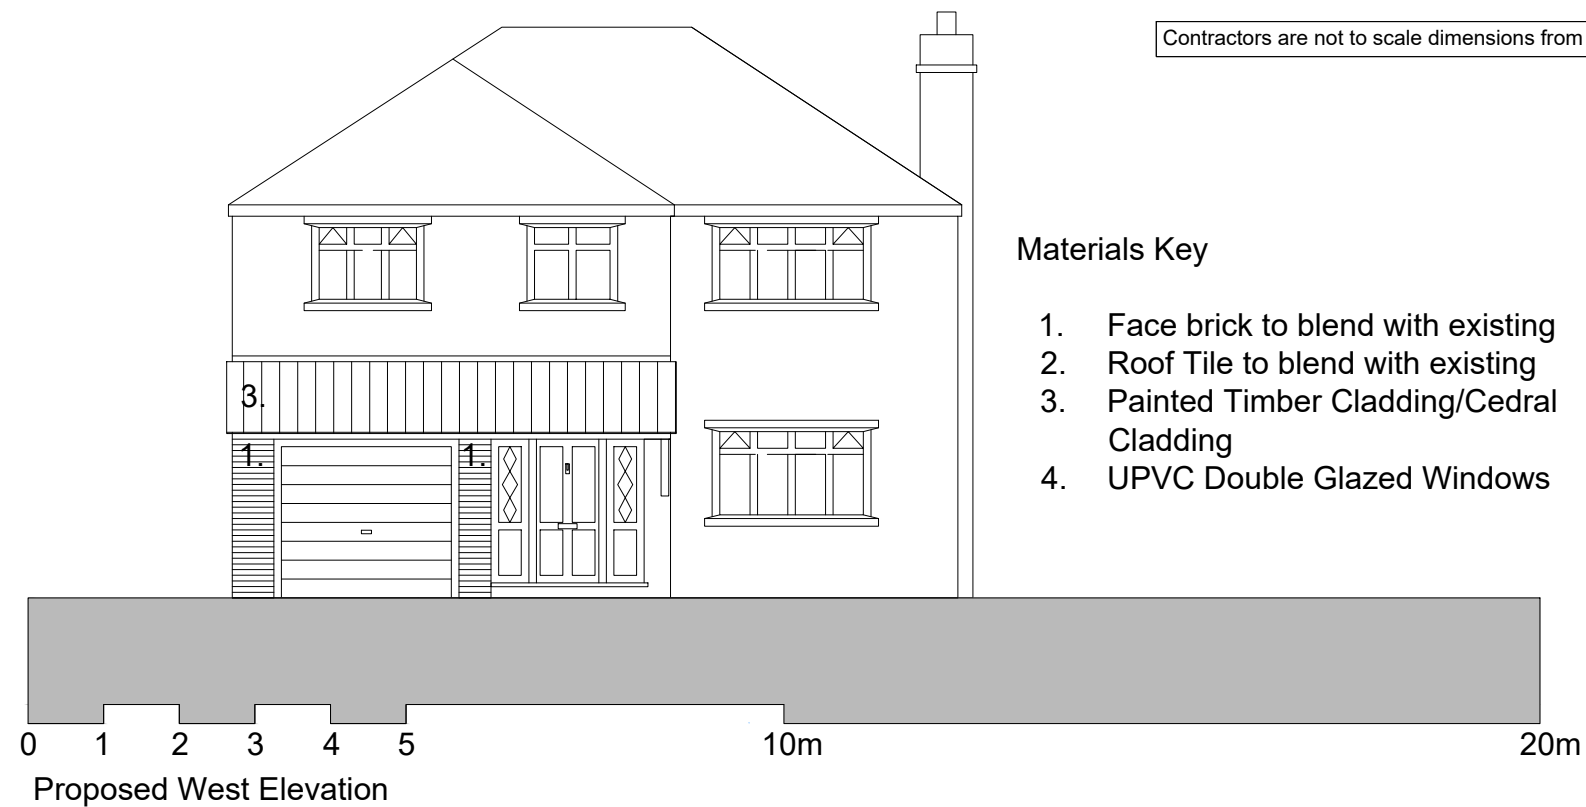 Contractors are not to scale dimensions from
Materials Key
1. Face brick to blend with existing
2. Roof Tile to blend with existing
3. Painted Timber Cladding/Cedral
Cladding
4. UPVC Double Glazed Windows
3.
1. 1.
0 1 2 3 4 5 10m 20m
Proposed West Elevation